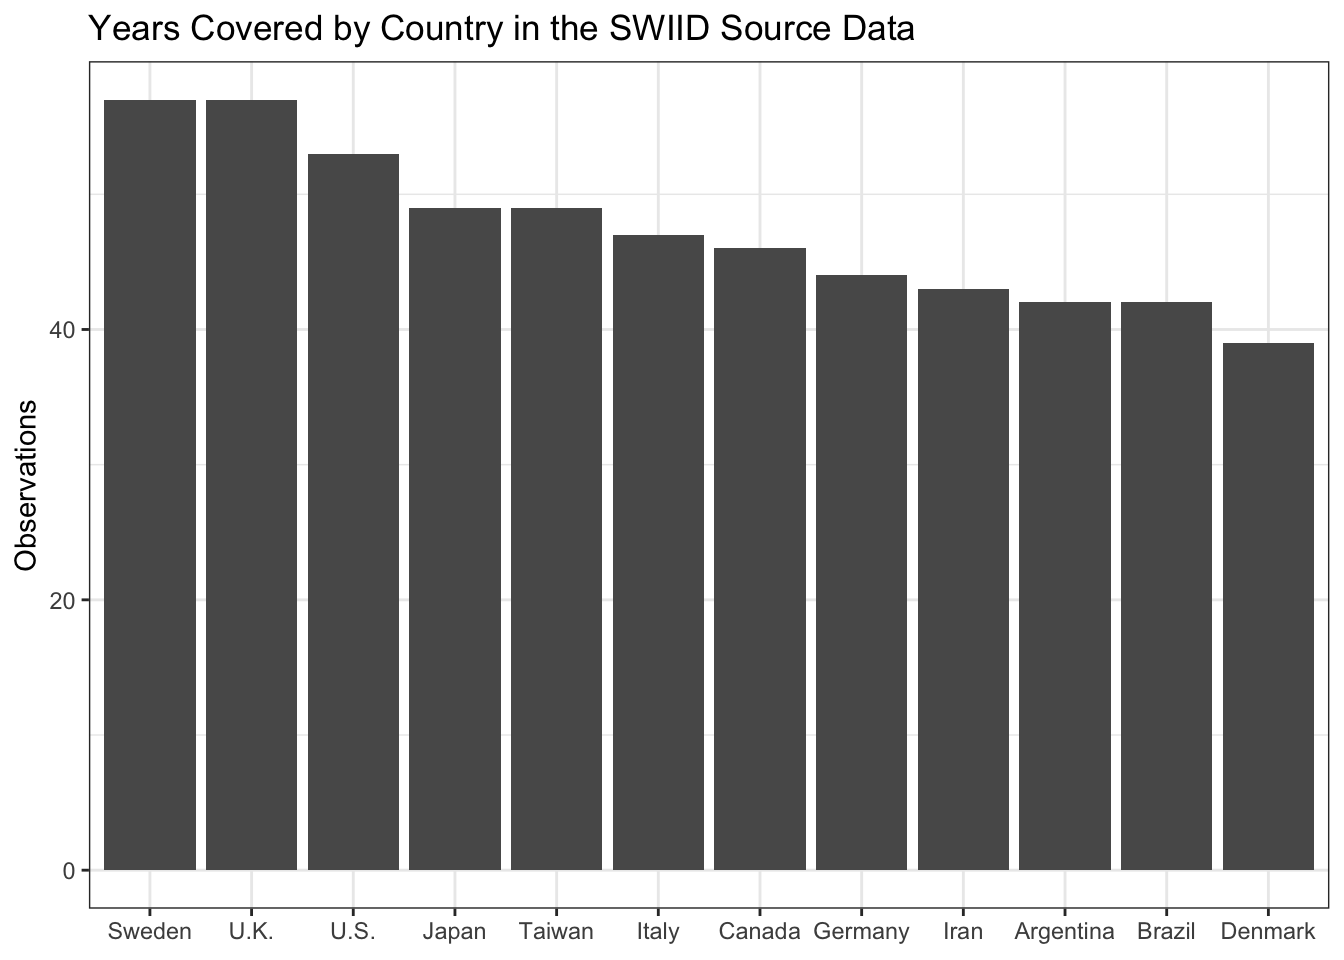 Years Covered by Country in the SWIID Source Data
Observations
40
20
0
Sweden U.K. U.S. Japan Taiwan Italy Canada Germany Iran Argentina Brazil Denmark